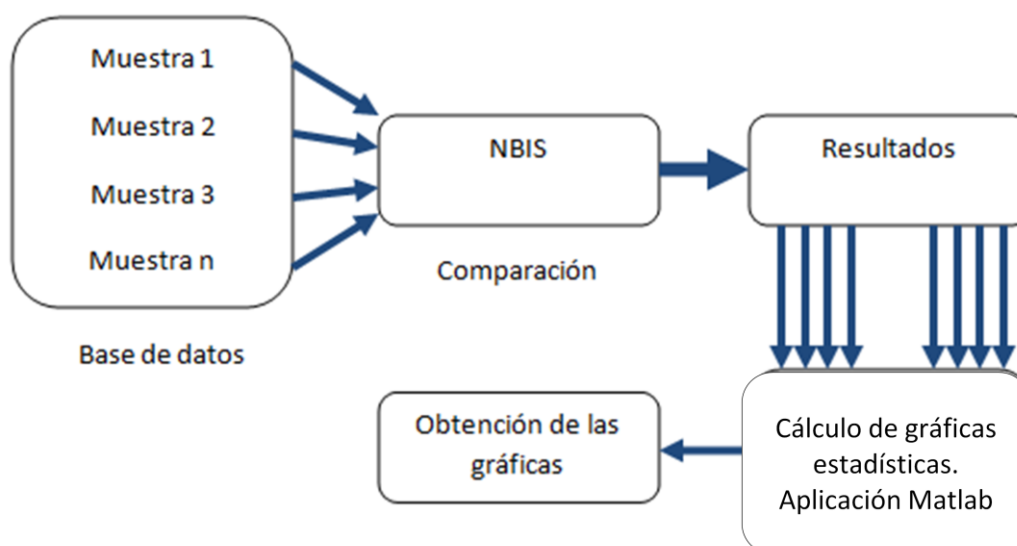 Muestra 1
Muestra 2
Muestra 3
Muestra n
Base de datos
NBIS
Comparación
Resultados
Cálculo de gráficas
estadísticas.
Aplicación Matlab
Obtención de las
gráficas